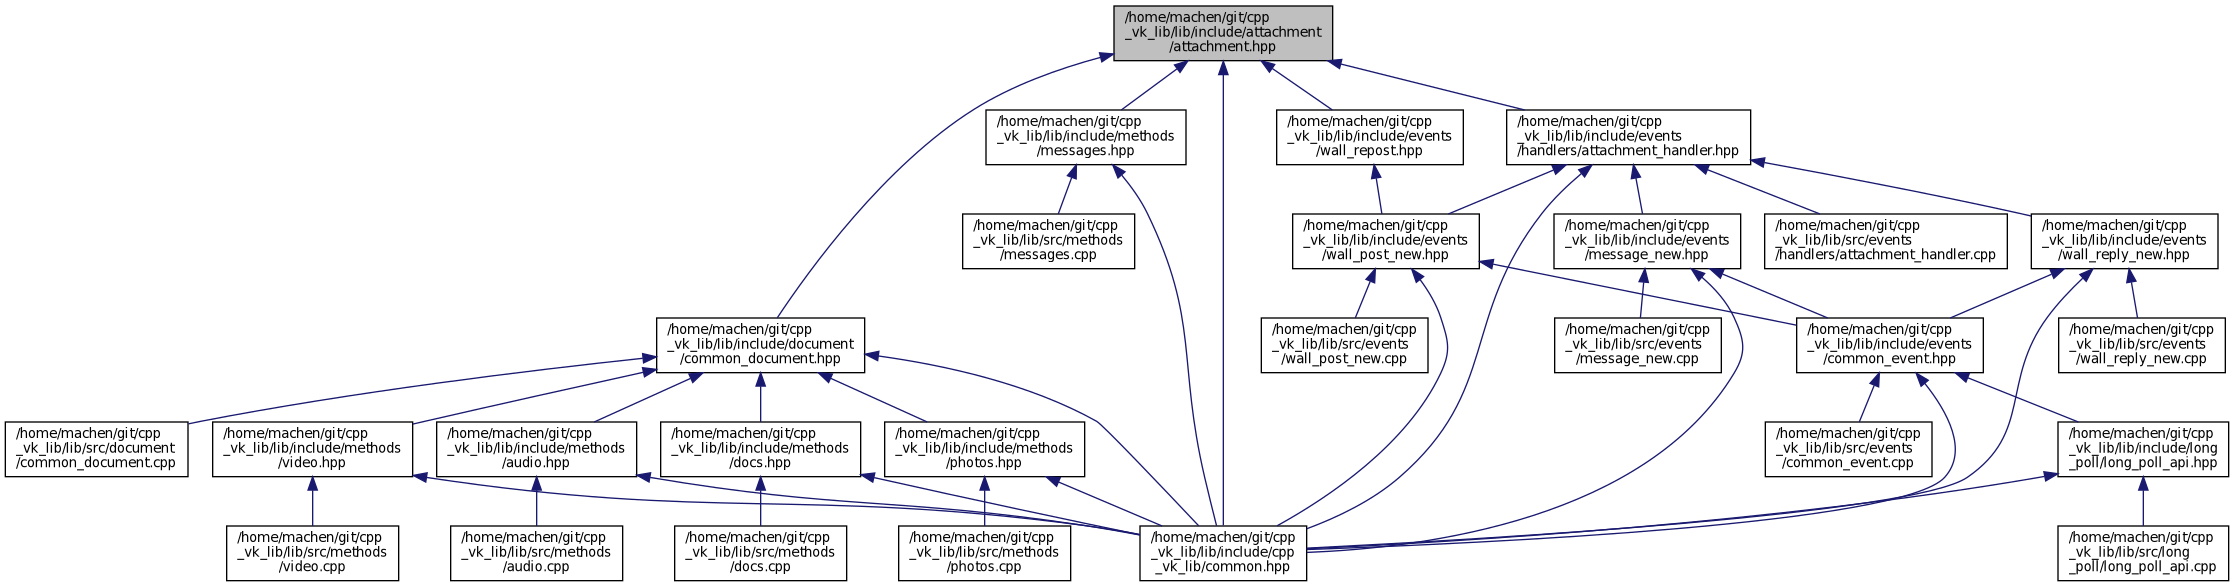 /home/machen/git/cpp
_vk_lib/lib/include/attachment
/attachment.hpp
/home/machen/git/cpp
_vk_lib/lib/include/methods
/messages.hpp
/home/machen/git/cpp
_vk_lib/lib/include/events
/wall_repost.hpp
/home/machen/git/cpp
_vk_lib/lib/include/events
/handlers/attachment_handler.hpp
/home/machen/git/cpp
_vk_lib/lib/src/methods
/messages.cpp
/home/machen/git/cpp
_vk_lib/lib/include/events
/wall_post_new.hpp
/home/machen/git/cpp
_vk_lib/lib/include/events
/message_new.hpp
/home/machen/git/cpp
_vk_lib/lib/src/events
/handlers/attachment_handler.cpp
/home/machen/git/cpp
_vk_lib/lib/include/events
/wall_reply_new.hpp
/home/machen/git/cpp
_vk_lib/lib/include/document
/common_document.hpp
/home/machen/git/cpp
_vk_lib/lib/src/events
/wall_post_new.cpp
/home/machen/git/cpp
_vk_lib/lib/src/events
/message_new.cpp
/home/machen/git/cpp
_vk_lib/lib/include/events
/common_event.hpp
/home/machen/git/cpp
_vk_lib/lib/src/events
/wall_reply_new.cpp
/home/machen/git/cpp
_vk_lib/lib/src/document
/common_document.cpp
/home/machen/git/cpp
_vk_lib/lib/include/methods
/video.hpp
/home/machen/git/cpp
_vk_lib/lib/include/methods
/audio.hpp
/home/machen/git/cpp
_vk_lib/lib/include/methods
/docs.hpp
/home/machen/git/cpp
_vk_lib/lib/include/methods
/photos.hpp
/home/machen/git/cpp
_vk_lib/lib/src/events
/common_event.cpp
/home/machen/git/cpp
_vk_lib/lib/include/long
_poll/long_poll_api.hpp
/home/machen/git/cpp
_vk_lib/lib/src/methods
/video.cpp
/home/machen/git/cpp
_vk_lib/lib/src/methods
/audio.cpp
/home/machen/git/cpp
_vk_lib/lib/src/methods
/docs.cpp
/home/machen/git/cpp
_vk_lib/lib/src/methods
/photos.cpp
/home/machen/git/cpp
_vk_lib/lib/include/cpp
_vk_lib/common.hpp
/home/machen/git/cpp
_vk_lib/lib/src/long
_poll/long_poll_api.cpp